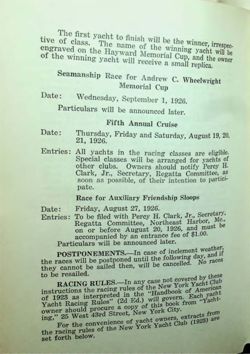 The first yacht to finish will be the winner, irrespec-
tive of class. The name of the winning yacht will be
engraved on the Hayward Memorial Cup, and the owner
of the winning yacht will receive a small replica.
Seamanship Race for Andrew C. Wheelwright
Memorial Cup
Date: Wednesday, September 1, 1926.
Particulars will be announced later.
Fifth Annual Cruise
Date: Thursday, Friday and Saturday, August 19, 20,
21, 1926.
Entries: All yachts in the racing classes are eligible.
Special classes will be arranged for yachts of
other clubs. Owners should notify Percy H.
Clark, Jr., Secretary, Regatta Committee, as
soon as possible, of their intention to partici-
pate.
Race for Auxiliary Friendship Sloops
Date: Friday, August 27, 1926.
Entries: To be filed with Percy H. Clark, Jr., Secretary,
Regatta Committee, Northeast Harbor, Me.,
on or before August 20, 1926, and must be
accompanied by an entrance fee of $1.00.
Particulars will be announced later.
POSTPONEMENTS.—In case of inclement weather,
the races will be postponed until the following day, and if
they cannot be sailed then, will be cancelled. No races
to be resailed.
RACING RULES.—In any case not covered by these
instructions the racing rules of the New York Yacht Club
of 1923 as interpreted in the "Handbook of American
Yacht Racing Rules" (2d Ed.) will govern. Each yacht
owner should procure a copy of this book from "Yacht-
ing," 25 West 43rd Street, New York City.
For the convenience of yacht owners, extracts from
the racing rules of the New York Yacht Club (1923) are
set forth below.